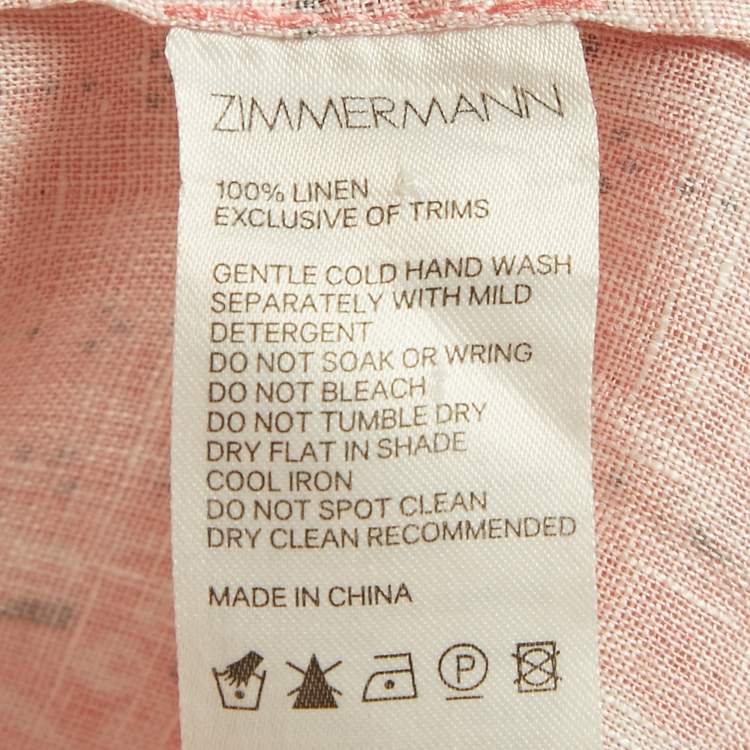 ZIMMERMANN
100% LINEN
EXCLUSIVE OF TRIMS
GENTLE COLD HAND WASH
SEPARATELY WITH MILD
DETERGENT
DO NOT SOAK OR WRING
DO NOT BLEACH
DO NOT TUMBLE DRY
DRY FLAT IN SHADE
COOL IRON
DO NOT SPOT CLEAN
DRY CLEAN RECOMMENDED
MADE IN CHINA
P